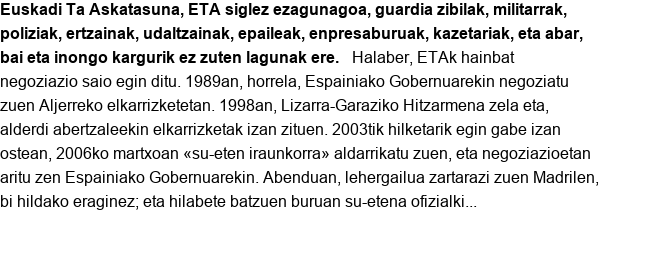 Euskadi Ta Askatasuna, ETA siglez ezagunagoa, guardia zibilak, militarrak,
poliziak, ertzainak, udaltzainak, epaileak, enpresaburuak, kazetariak, eta abar,
bai eta inongo kargurik ez zuten lagunak ere. Halaber, ETAk hainbat
negoziazio saio egin ditu. 1989an, horrela, Espainiako Gobernuarekin negoziatu
zuen Aljerreko elkarrizketetan. 1998an, Lizarra-Garaziko Hitzarmena zela eta,
alderdi abertzaleekin elkarrizketak izan zituen. 2003tik hilketarik egin gabe izan
ostean, 2006ko martxoan «su-eten iraunkorra» aldarrikatu zuen, eta negoziazioetan
aritu zen Espainiako Gobernuarekin. Abenduan, lehergailua zartarazi zuen Madrilen,
bi hildako eraginez; eta hilabete batzuen buruan su-etena ofizialki...